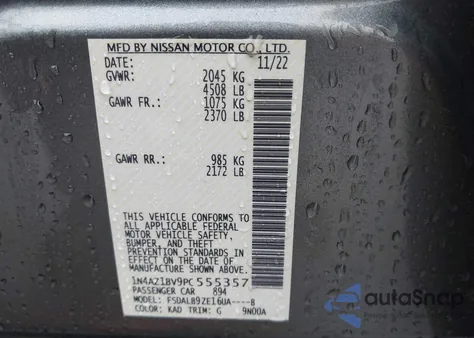 MFD BY NISSAN MOTOR CO., LTD.
DATE: 11/22
GVWR: 2045 KG
4508 LB
GAWR FR.: 1075 KG
2370 LB
GAWR RR.: 985 KG
2172 LB
THIS VEHICLE CONFORMS TO
ALL APPLICABLE FEDERAL
MOTOR VEHICLE SAFETY,
BUMPER, AND THEFT
PREVENTION STANDARDS IN
EFFECT ON THE DATE OF
MANUFACTURE SHOWN ABOVE.
1N4AZ1BV9PC555357
PASSENGER CAR 894
MODEL: FSDALB9ZE16UA----B
COLOR: KAD TRIM: G 9N00A
autoSnap